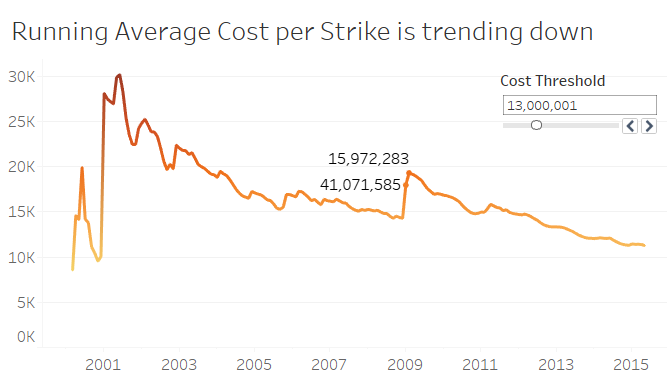 Running Average Cost per Strike is trending down
30K
25K
20K
15K
10K
5K
0K
Cost Threshold
13,000,001
15,972,283
41,071,585
2001 2003 2005 2007 2009 2011 2013 2015